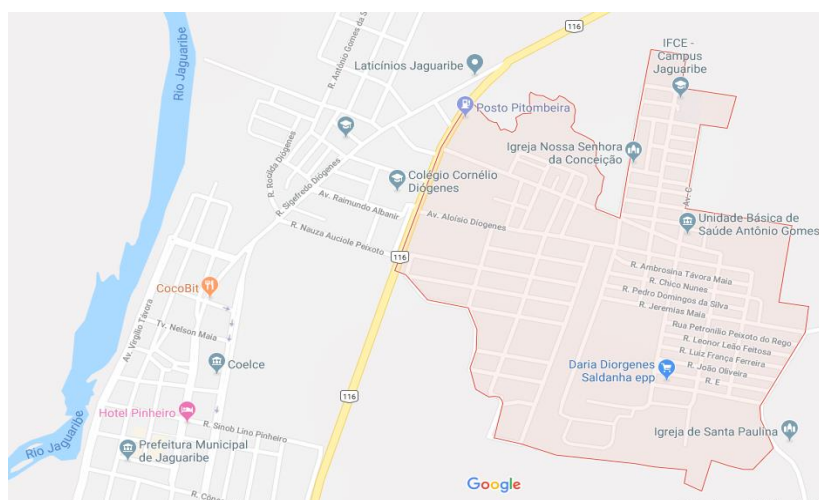 116
IFCE -
Campus
Jaguaribe
Rio Jaguaribe
R. Antônio Gomes da S
Laticínios Jaguaribe
Posto Pitombeira
Igreja Nossa Senhora
da Conceição
R. Rocilda Diógenes
R. Sigefredo Diógenes
Colégio Cornélio
Diógenes
Av. Raimundo Albanir
Av. C
Av. Aloísio Diogenes
Unidade Básica de
Saúde Antônio Gomes
R. Nauza Auciole Peixoto
116
R. Ambrosina Távora Maia
R. Chico Nunes
R. Pedro Domingos da Silva
R. Jeremias Maia
CocoBit
Av. Virgílio Távora
Tv. Nelson Maia
Rua Petronilio Peixoto do Rego
R. Leonor Leão Feitosa
R. Luiz França Ferreira
R. João Oliveira
R. E
Coelce
Daria Diorgenes
Saldanha epp
116
Hotel Pinheiro
R. Sinob Lino Pinheiro
Rio Jaguaribe
Prefeitura Municipal
de Jaguaribe
Igreja de Santa Paulina
Google